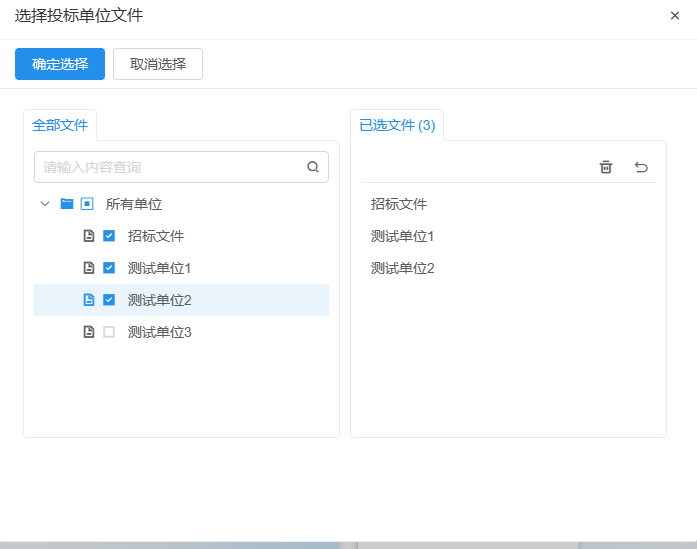 选择投标单位文件
确定选择 取消选择
全部文件
请输入内容查询
所有单位
招标文件
测试单位1
测试单位2
测试单位3
已选文件 (3)
招标文件
测试单位1
测试单位2